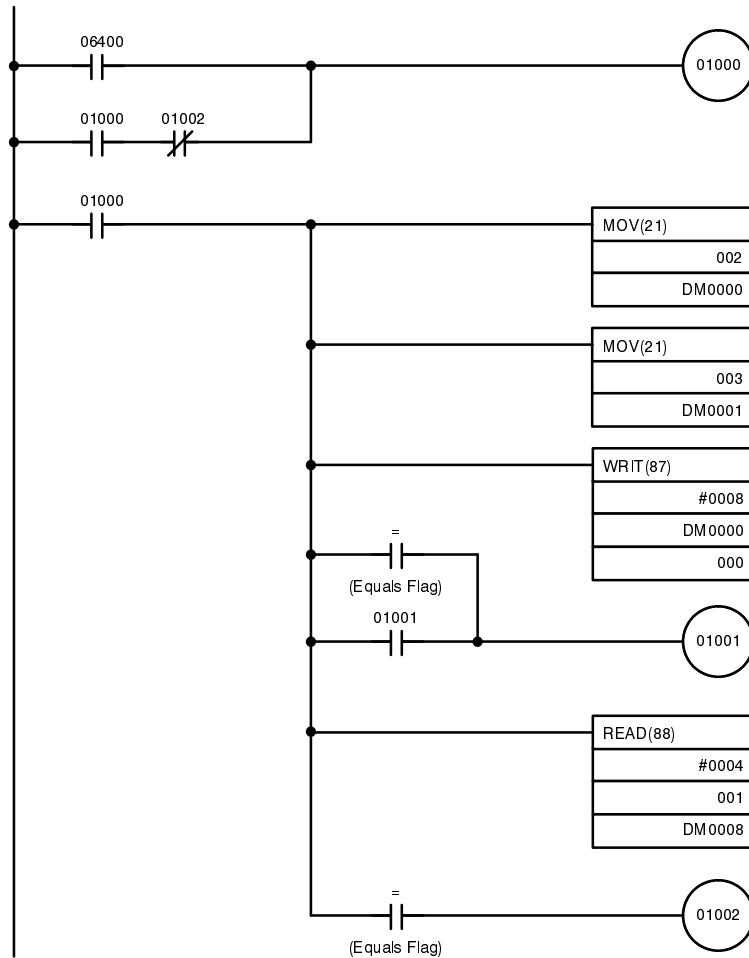 06400
01000
01000 01002
01000
MOV(21)
002
DM0000
MOV(21)
003
DM0001
WRIT(87)
#0008
DM0000
000
=
(Equals Flag)
01001
01001
READ(88)
#0004
001
DM0008
=
01002
(Equals Flag)